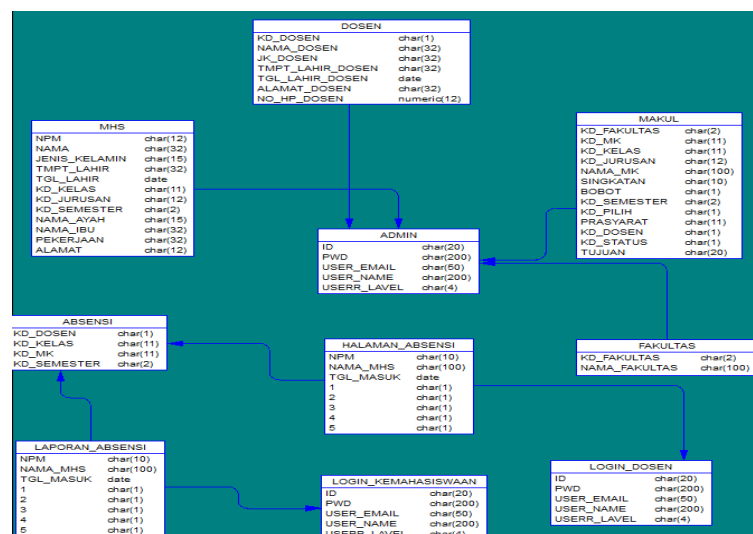 DOSEN
KD_DOSEN char(1)
NAMA_DOSEN char(32)
JK_DOSEN char(32)
TMPT_LAHIR_DOSEN char(32)
TGL_LAHIR_DOSEN date
ALAMAT_DOSEN char(32)
NO_HP_DOSEN numeric(12)
MHS
NPM char(12)
NAMA char(32)
JENIS_KELAMIN char(15)
TMPT_LAHIR char(32)
TGL_LAHIR date
KD_KELAS char(11)
KD_JURUSAN char(12)
KD_SEMESTER char(2)
NAMA_AYAH char(15)
NAMA_IBU char(32)
PEKERJAAN char(32)
ALAMAT char(12)
MAKUL
KD_FAKULTAS char(2)
KD_MK char(11)
KD_KELAS char(11)
KD_JURUSAN char(12)
NAMA_MK char(100)
SINGKATAN char(10)
BOBOT char(1)
KD_SEMESTER char(2)
KD_PILIH char(1)
PRASYARAT char(11)
KD_DOSEN char(1)
KD_STATUS char(1)
TUJUAN char(20)
ADMIN
ID char(20)
PWD char(200)
USER_EMAIL char(50)
USER_NAME char(200)
USERR_LAVEL char(4)
ABSENSI
KD_DOSEN char(1)
KD_KELAS char(11)
KD_MK char(11)
KD_SEMESTER char(2)
HALAMAN_ABSENSI
NPM char(10)
NAMA_MHS char(100)
TGL_MASUK date
1 char(1)
2 char(1)
3 char(1)
4 char(1)
5 char(1)
FAKULTAS
KD_FAKULTAS char(2)
NAMA_FAKULTAS char(100)
LAPORAN_ABSENSI
NPM char(10)
NAMA_MHS char(100)
TGL_MASUK date
1 char(1)
2 char(1)
3 char(1)
4 char(1)
5 char(1)
LOGIN_KEMAHASISWAAN
ID char(20)
PWD char(200)
USER_EMAIL char(50)
USER_NAME char(200)
USERR_LAVEL char(4)
LOGIN_DOSEN
ID char(20)
PWD char(200)
USER_EMAIL char(50)
USER_NAME char(200)
USERR_LAVEL char(4)